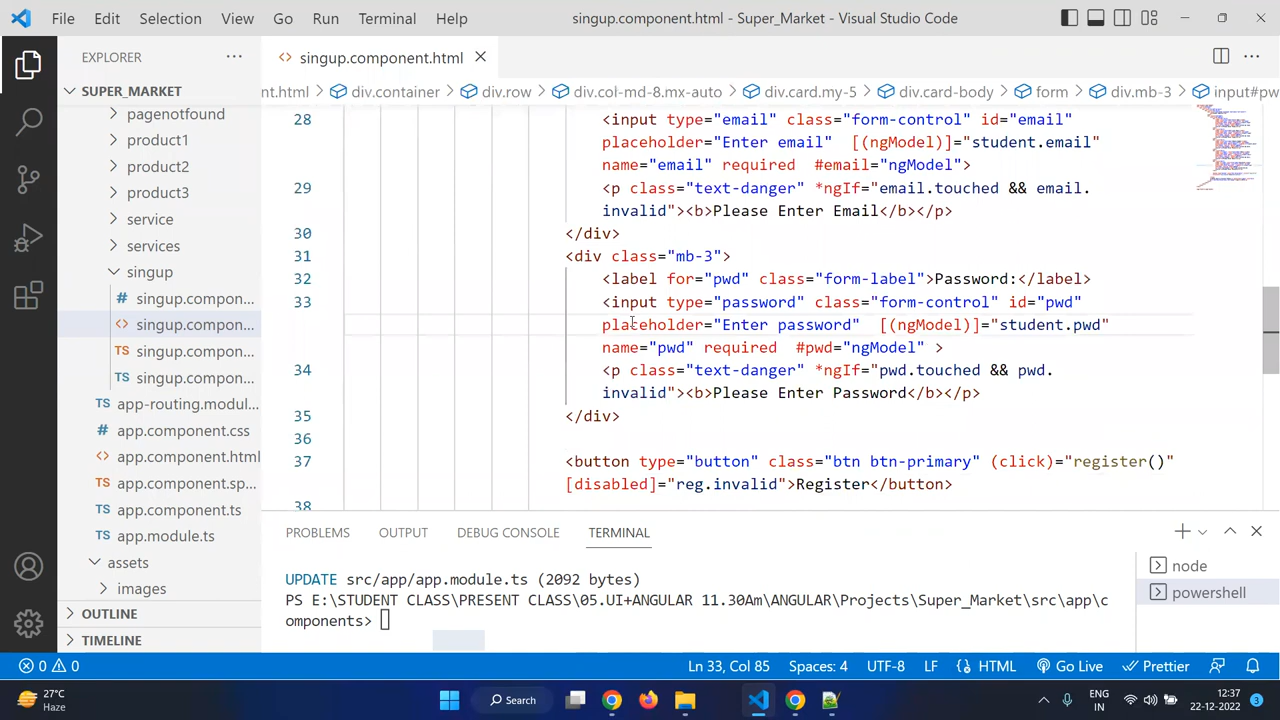 File Edit Selection View Go Run Terminal Help singup.component.html - Super_Market - Visual Studio Code
EXPLORER
SUPER_MARKET
pagenotfound
product1
product2
product3
service
services
singup
# singup.compon...
<> singup.compon...
TS singup.compon...
TS singup.compon...
TS app-routing.modul...
# app.component.css
<> app.component.html
TS app.component.sp...
TS app.component.ts
TS app.module.ts
assets
images
OUTLINE
TIMELINE
<> singup.component.html
nt.html > div.container > div.row > div.col-md-8.mx-auto > div.card.my-5 > div.card-body > form > div.mb-3 > input#pw
28 <input type="email" class="form-control" id="email"
placeholder="Enter email" [(ngModel)]="student.email"
name="email" required #email="ngModel">
29 <p class="text-danger" *ngIf="email.touched && email.
invalid"><b>Please Enter Email</b></p>
30 </div>
31 <div class="mb-3">
32 <label for="pwd" class="form-label">Password:</label>
33 <input type="password" class="form-control" id="pwd"
placeholder="Enter password" [(ngModel)]="student.pwd"
name="pwd" required #pwd="ngModel" >
34 <p class="text-danger" *ngIf="pwd.touched && pwd.
invalid"><b>Please Enter Password</b></p>
35 </div>
36
37 <button type="button" class="btn btn-primary" (click)="register()"
[disabled]="reg.invalid">Register</button>
38
PROBLEMS OUTPUT DEBUG CONSOLE TERMINAL
UPDATE src/app/app.module.ts (2092 bytes)
PS E:\STUDENT CLASS\PRESENT CLASS\05.UI+ANGULAR 11.30Am\ANGULAR\Projects\Super_Market\src\app\c
omponents>
node
powershell
0 0 Ln 33, Col 85 Spaces: 4 UTF-8 LF HTML Go Live Prettier
27°C
Haze
Search
ENG
IN
12:37
22-12-2022
3